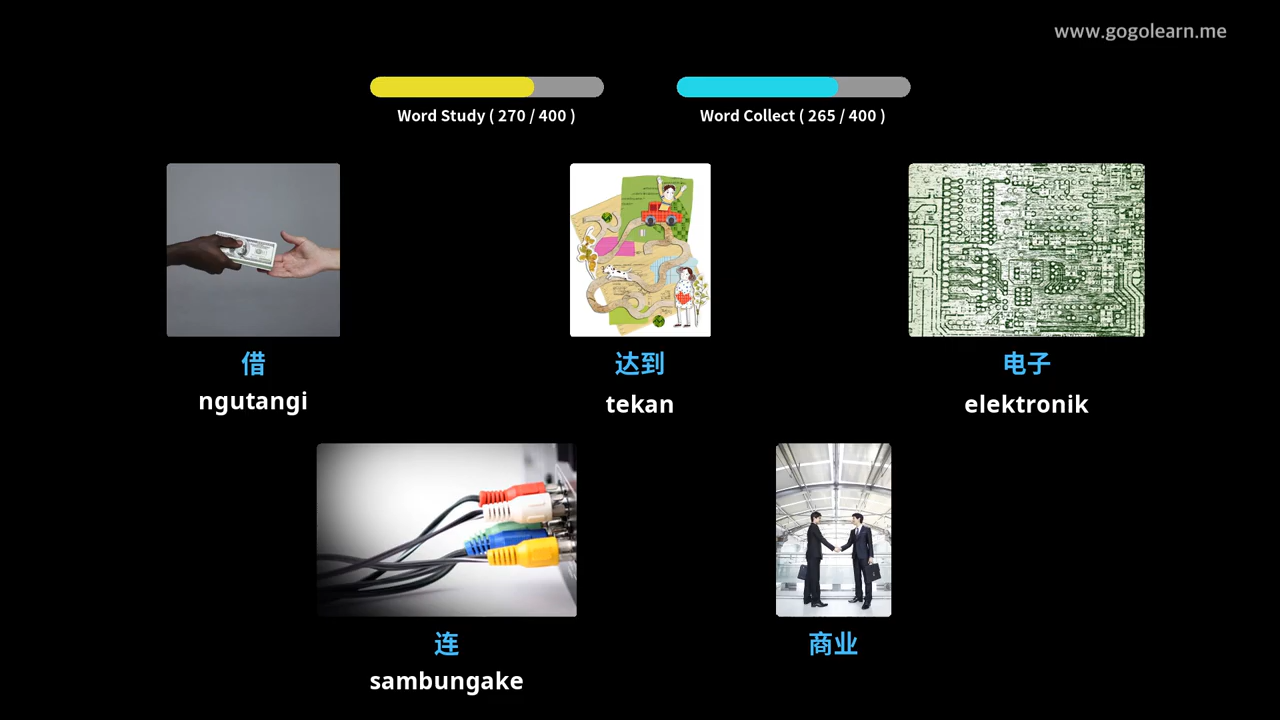 www.gogolearn.me
Word Study ( 270 / 400 )
Word Collect ( 265 / 400 )
借
ngutangi
达到
tekan
电子
elektronik
连
sambungake
商业